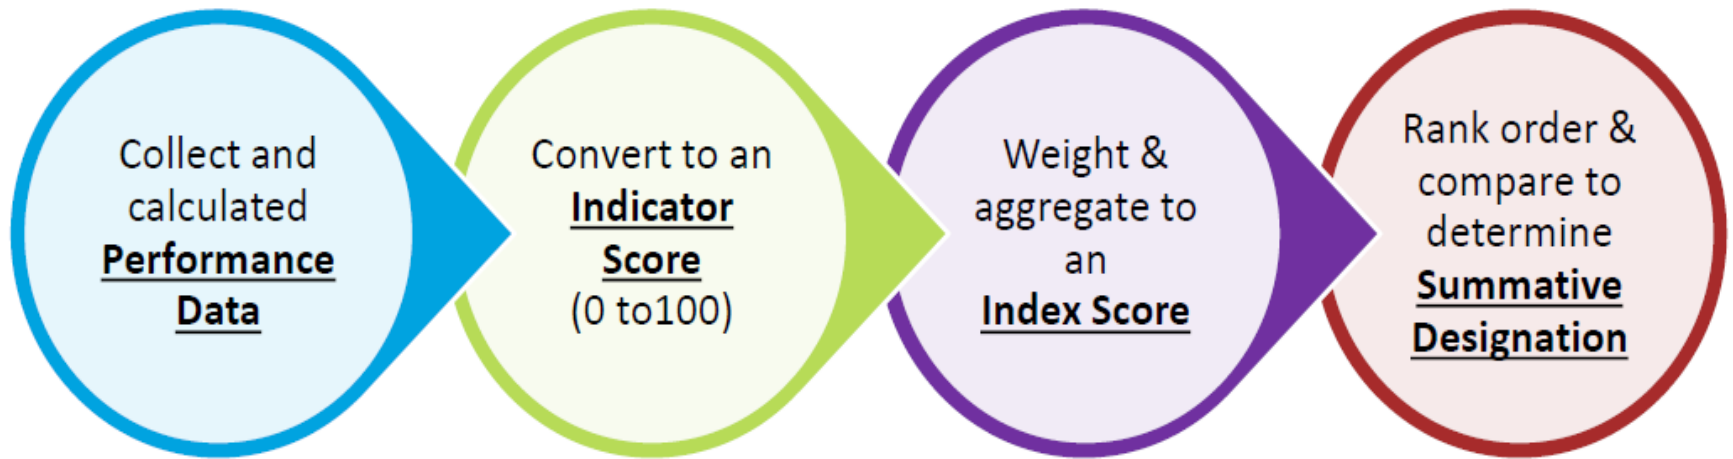 Collect and
calculated
Performance
Data
Convert to an
Indicator
Score
(0 to100)
Weight &
aggregate to
an
Index Score
Rank order &
compare to
determine
Summative
Designation